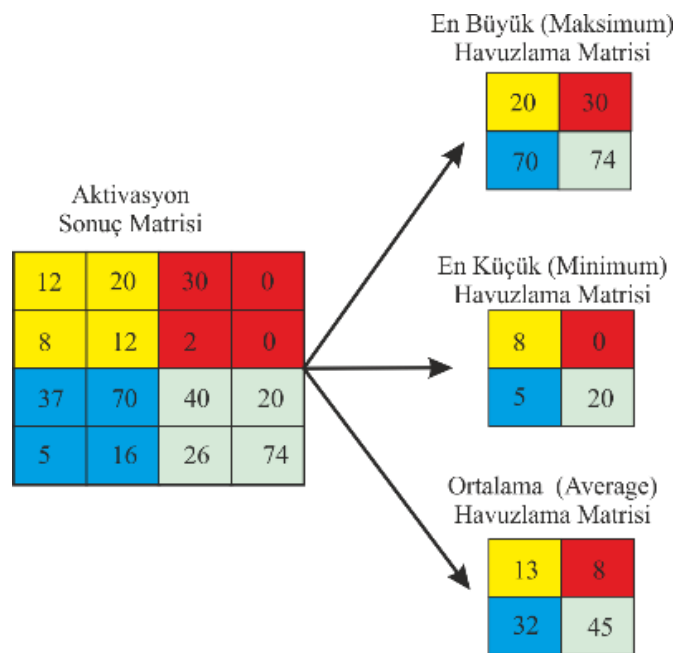 En Büyük (Maksimum)
Havuzlama Matrisi
20 30
70 74
Aktivasyon
Sonuç Matrisi
12 20 30 0
8 12 2 0
37 70 40 20
5 16 26 74
En Küçük (Minimum)
Havuzlama Matrisi
8 0
5 20
Ortalama (Average)
Havuzlama Matrisi
13 8
32 45